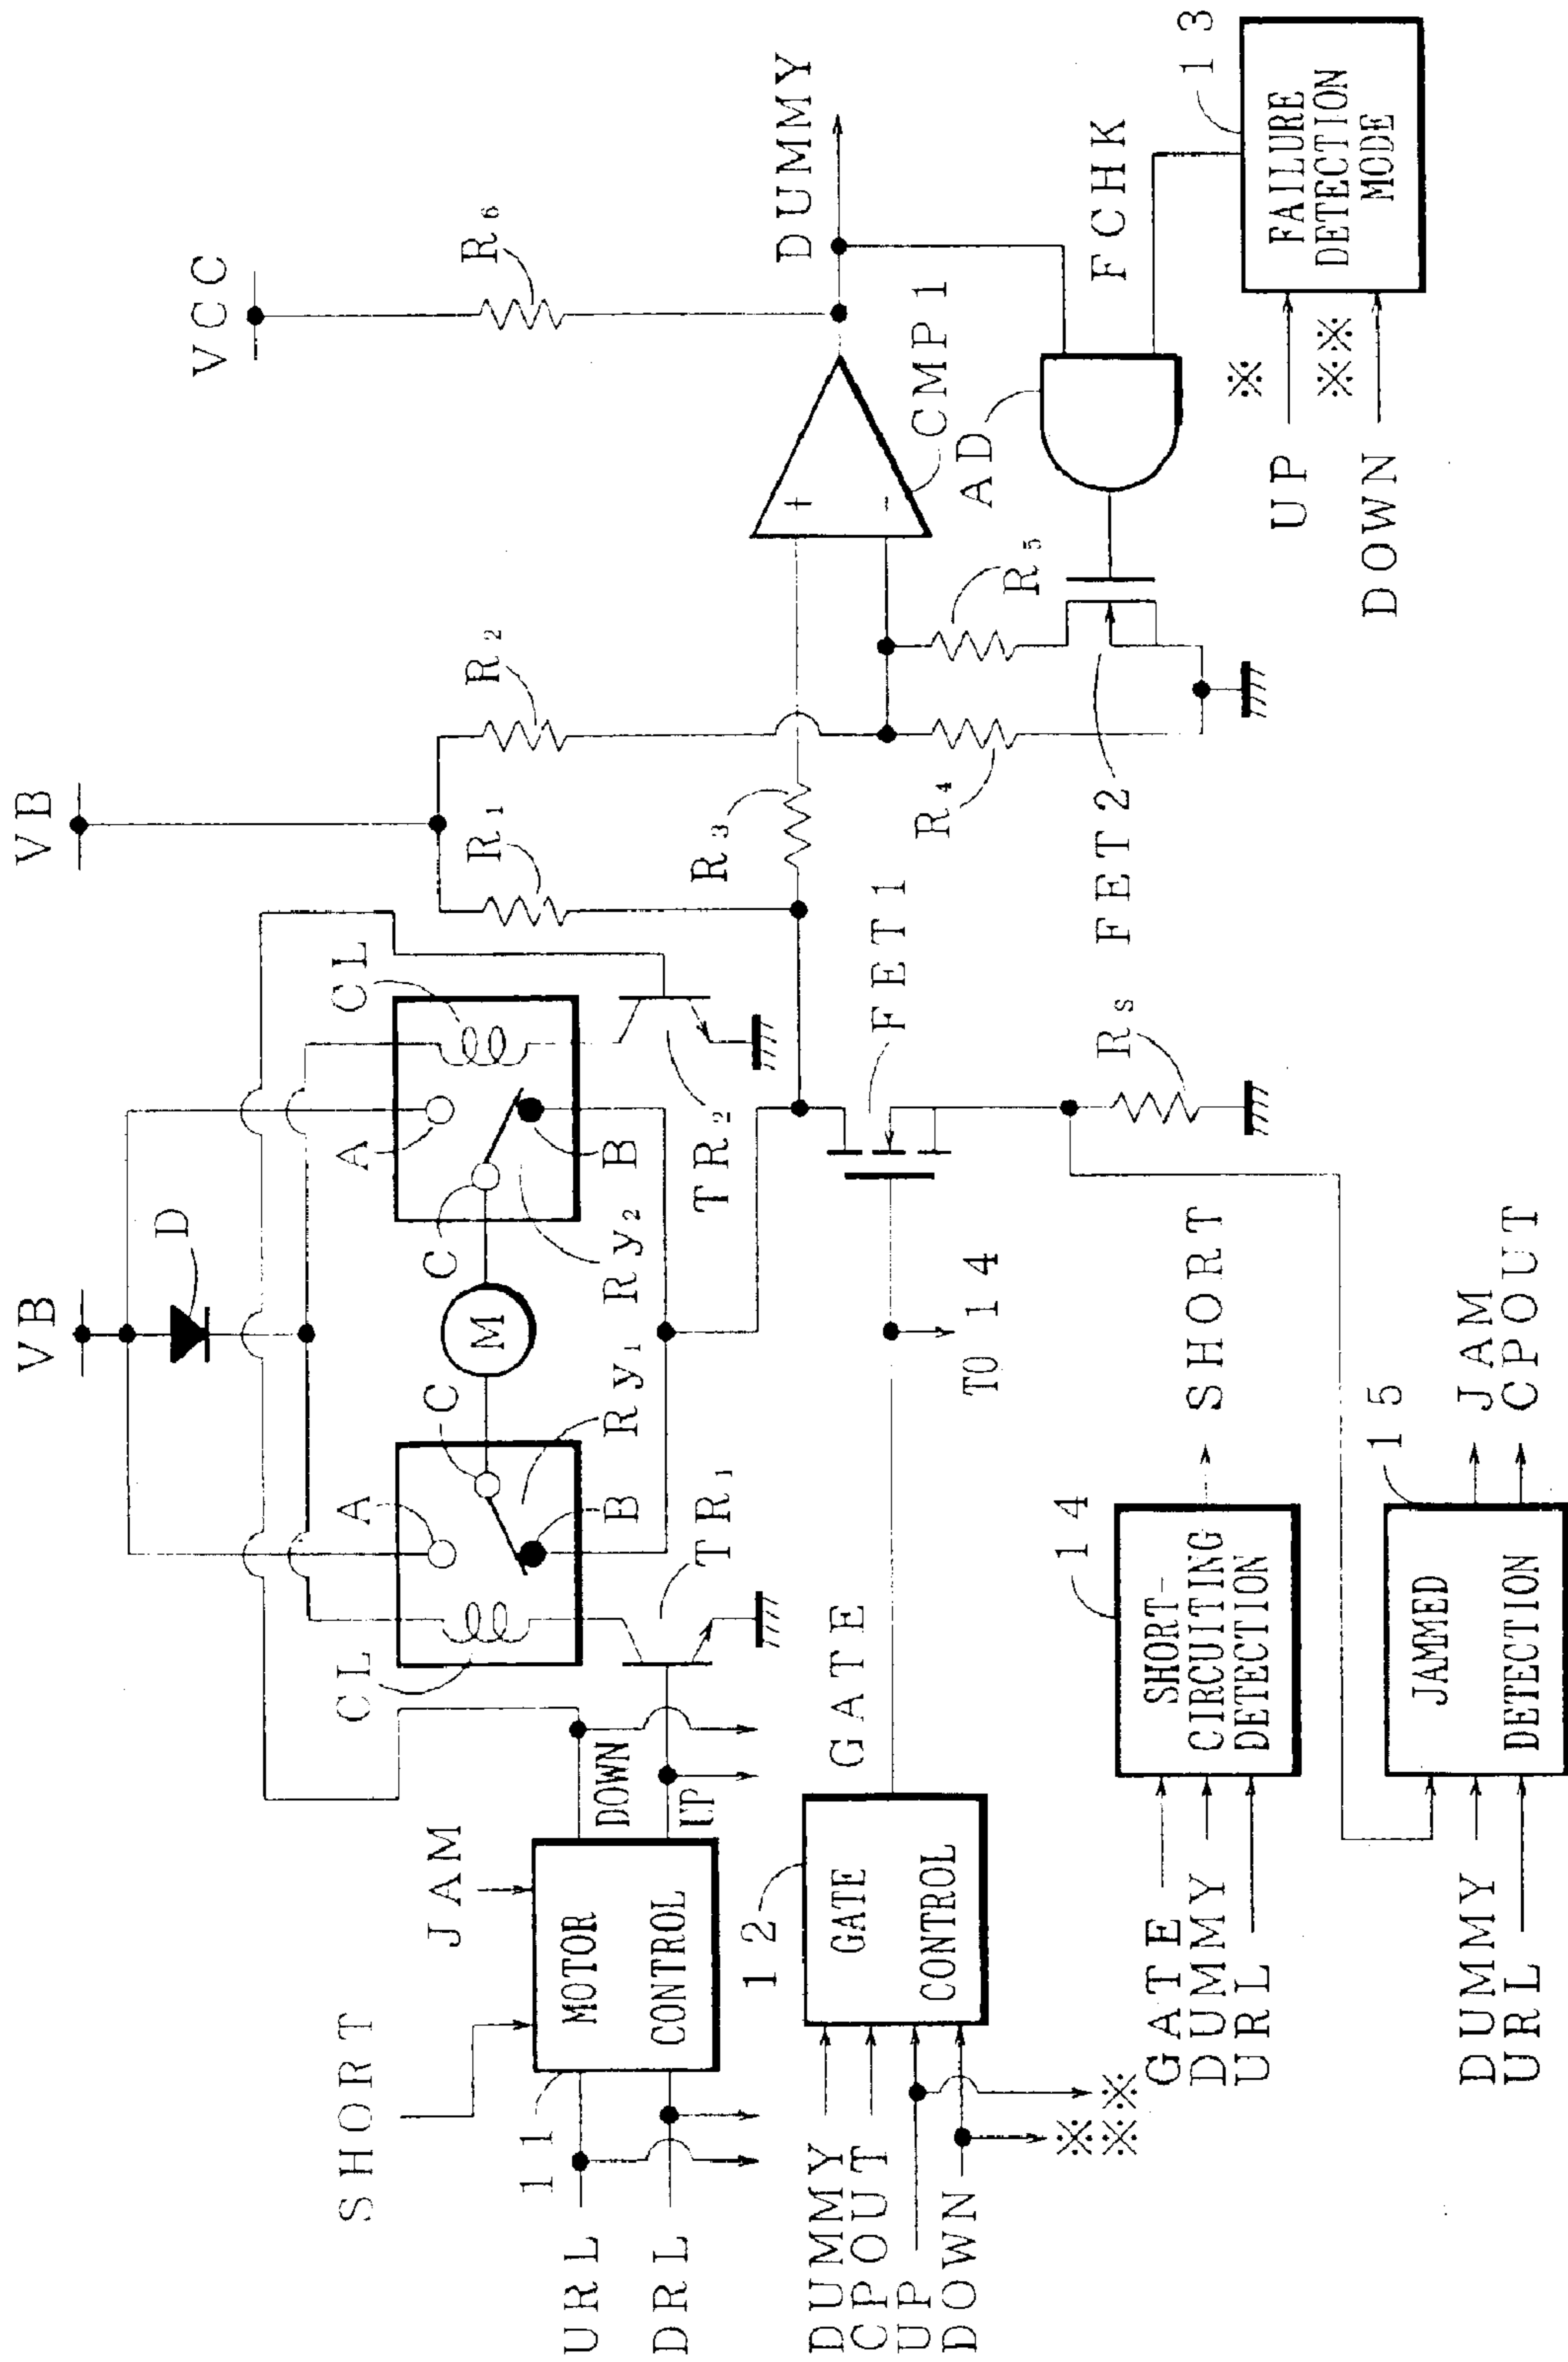 VB
VB
VCC
D
R₁
R₂
R₆
SHORT
JAM
CL
A
C
M
C
A
CL
URL
DRL
11
MOTOR
CONTROL
DOWN
UP
B
Ry₁
Ry₂
B
TR₁
TR₂
R₃
+
-
CMP1
DUMMY
DUMMY
CPOUT
UP
DOWN
※
※※
12
GATE
CONTROL
GATE
TO 14
FET1
R₄
R₅
AD
FCHK
FET2
RS
GATE
DUMMY
URL
14
SHORT-
CIRCUITING
DETECTION
SHORT
UP
※
DOWN
※※
13
FAILURE
DETECTION
MODE
DUMMY
URL
15
JAMMED
DETECTION
JAM
CPOUT